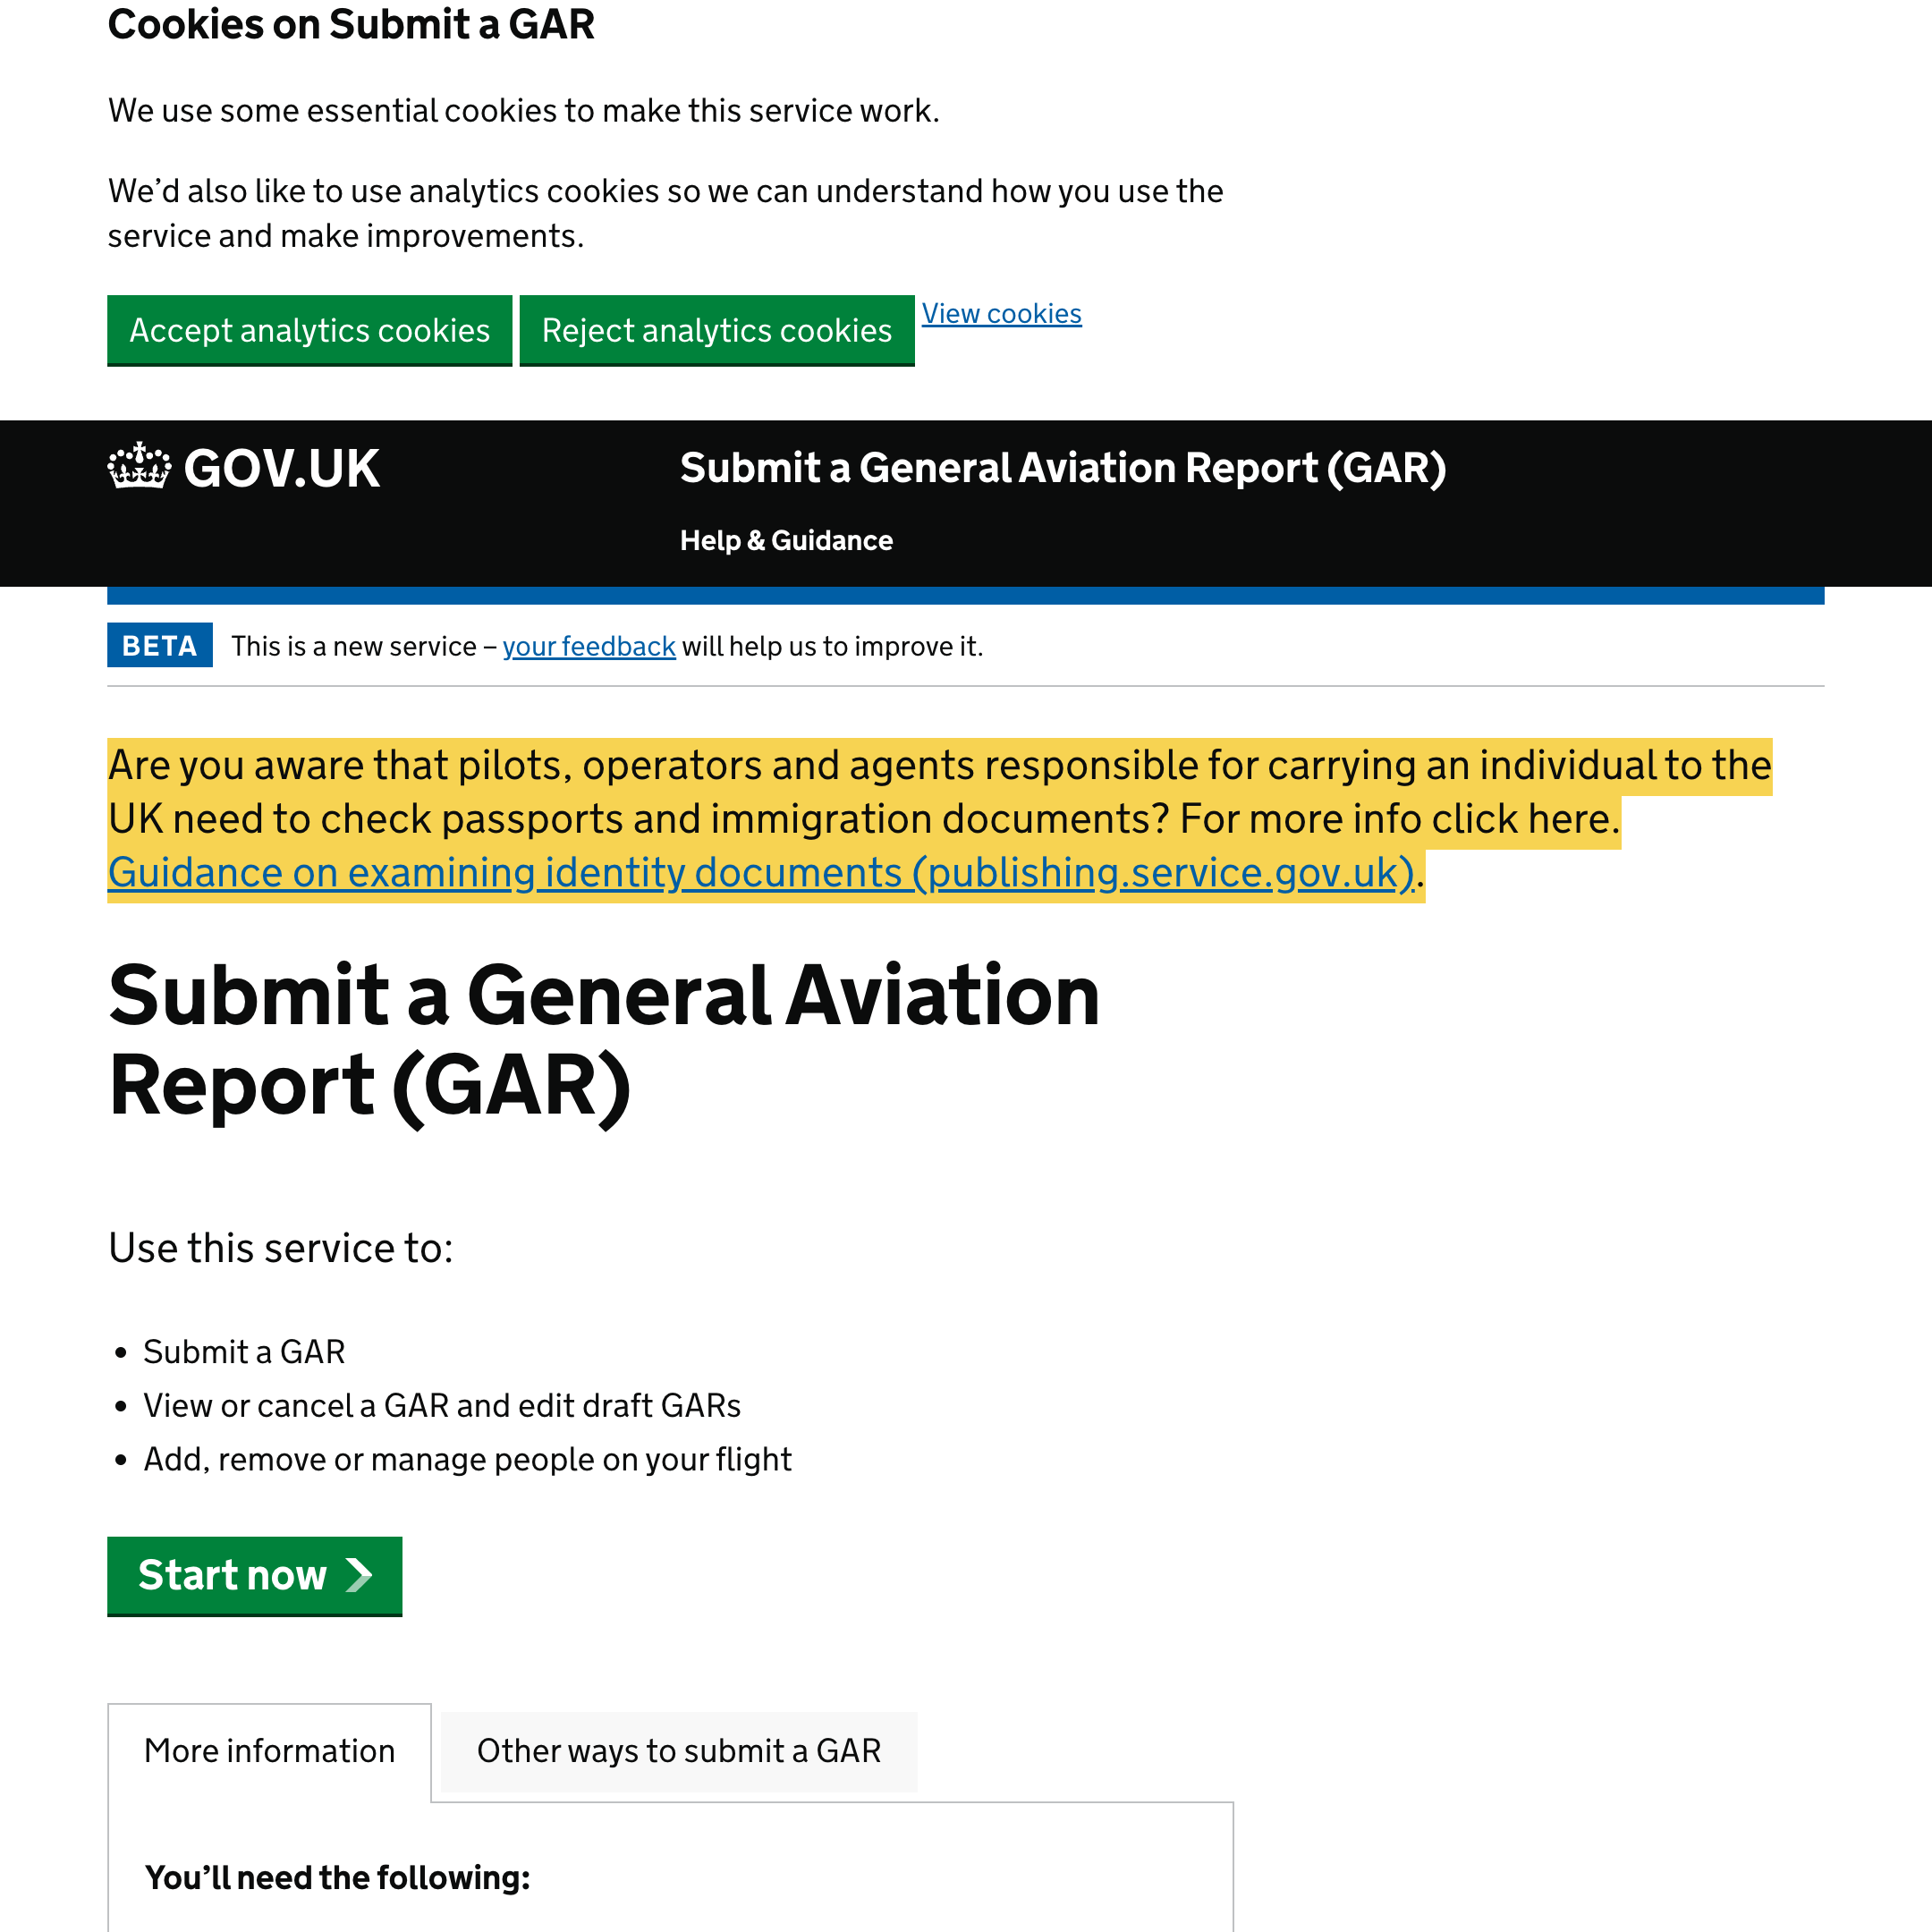 Cookies on Submit a GAR
We use some essential cookies to make this service work.
We’d also like to use analytics cookies so we can understand how you use the
service and make improvements.
Accept analytics cookies Reject analytics cookies View cookies
GOV.UK Submit a General Aviation Report (GAR)
Help & Guidance
BETA This is a new service – your feedback will help us to improve it.
Are you aware that pilots, operators and agents responsible for carrying an individual to the
UK need to check passports and immigration documents? For more info click here.
Guidance on examining identity documents (publishing.service.gov.uk).
Submit a General Aviation
Report (GAR)
Use this service to:
• Submit a GAR
• View or cancel a GAR and edit draft GARs
• Add, remove or manage people on your flight
Start now
More information Other ways to submit a GAR
You’ll need the following: